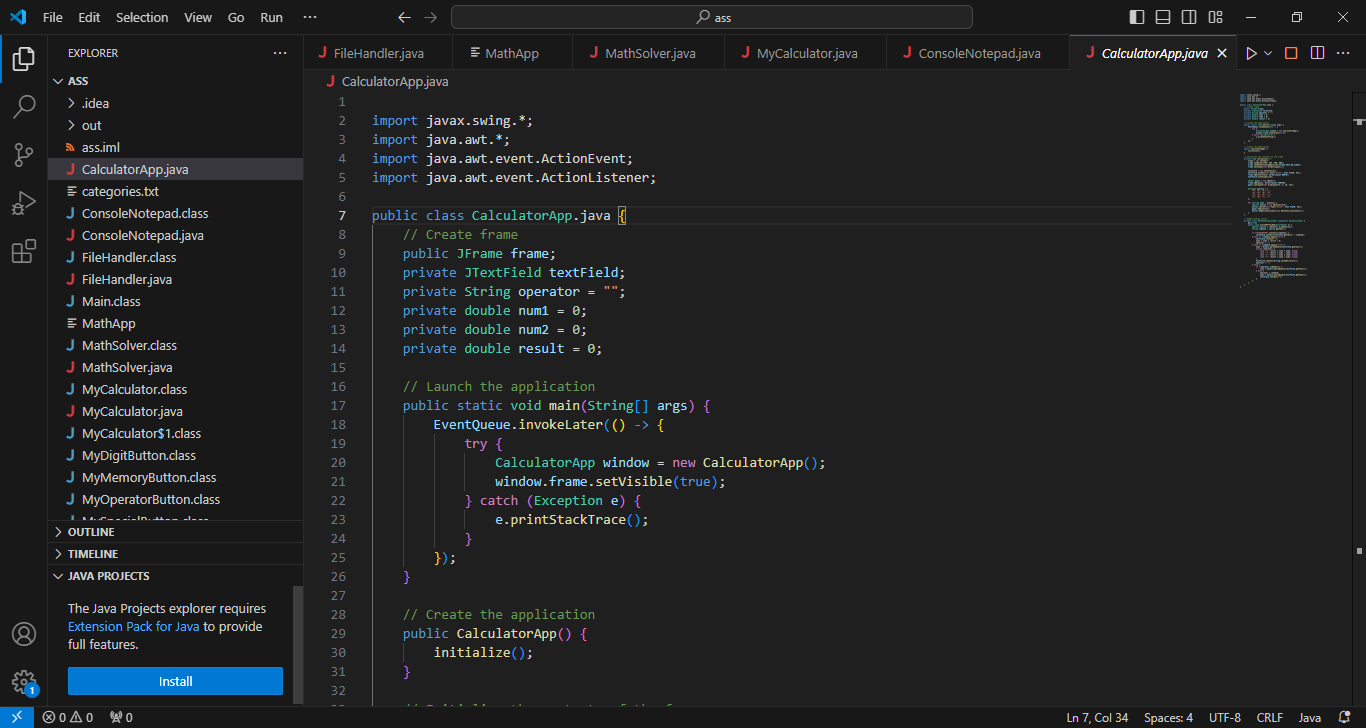 File Edit Selection View Go Run ··· ass
EXPLORER ···
ASS
.idea
out
ass.iml
CalculatorApp.java
categories.txt
ConsoleNotepad.class
ConsoleNotepad.java
FileHandler.class
FileHandler.java
Main.class
MathApp
MathSolver.class
MathSolver.java
MyCalculator.class
MyCalculator.java
MyCalculator$1.class
MyDigitButton.class
MyMemoryButton.class
MyOperatorButton.class
OUTLINE
TIMELINE
JAVA PROJECTS
The Java Projects explorer requires
Extension Pack for Java to provide
full features.
Install
FileHandler.java MathApp MathSolver.java MyCalculator.java ConsoleNotepad.java CalculatorApp.java
CalculatorApp.java
1
2 import javax.swing.*;
3 import java.awt.*;
4 import java.awt.event.ActionEvent;
5 import java.awt.event.ActionListener;
6
7 public class CalculatorApp.java {
8 // Create frame
9 public JFrame frame;
10 private JTextField textField;
11 private String operator = "";
12 private double num1 = 0;
13 private double num2 = 0;
14 private double result = 0;
15
16 // Launch the application
17 public static void main(String[] args) {
18 EventQueue.invokeLater(() -> {
19 try {
20 CalculatorApp window = new CalculatorApp();
21 window.frame.setVisible(true);
22 } catch (Exception e) {
23 e.printStackTrace();
24 }
25 });
26 }
27
28 // Create the application
29 public CalculatorApp() {
30 initialize();
31 }
32
1
0 0 0 Ln 7, Col 34 Spaces: 4 UTF-8 CRLF Java